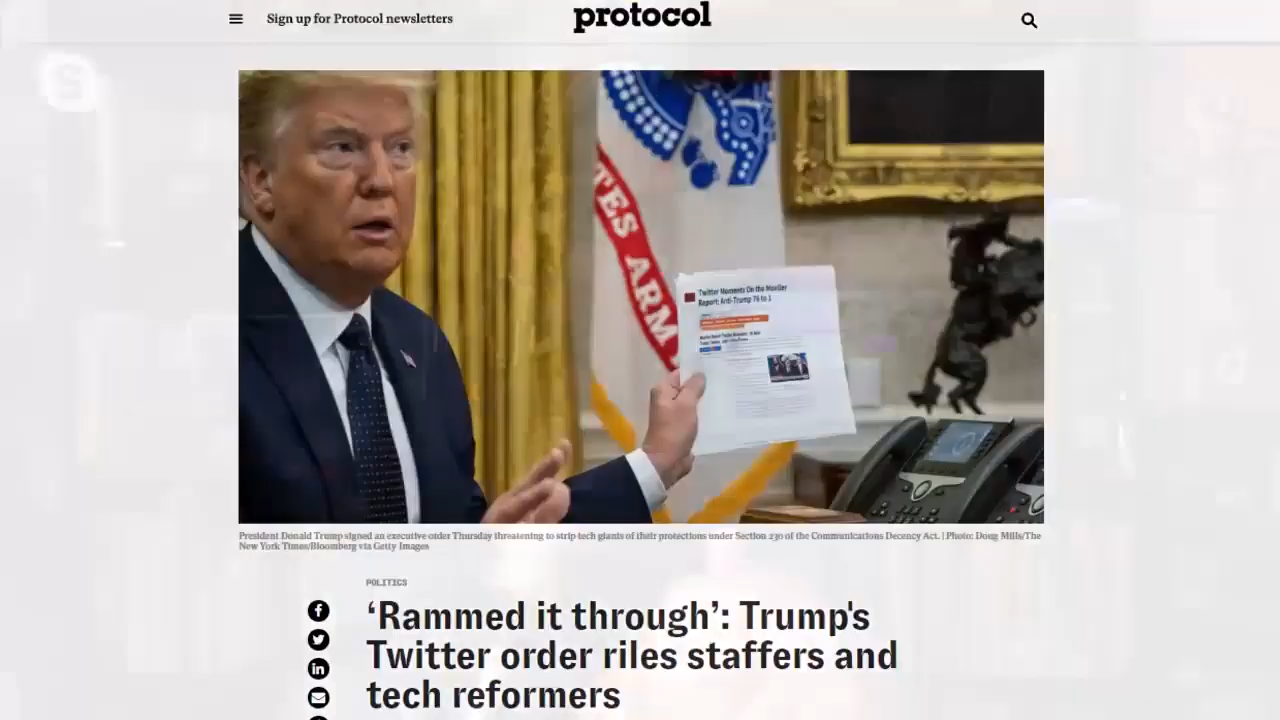 Sign up for Protocol newsletters
protocol
TES ARM
Twitter Moments On the Mueller
Report: Anti-Trump 76 to 1
President Donald Trump signed an executive order Thursday threatening to strip tech giants of their protections under Section 230 of the Communications Decency Act. | Photo: Doug Mills/The
New York Times/Bloomberg via Getty Images
POLITICS
‘Rammed it through’: Trump's
Twitter order riles staffers and
tech reformers